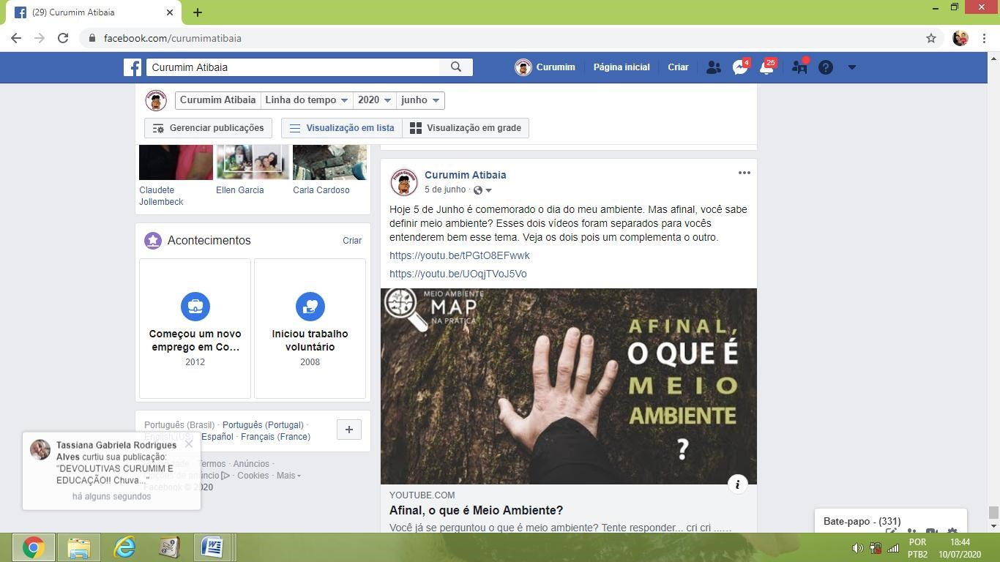 (29) Curumim Atibaia
facebook.com/curumimatibaia
Curumim Atibaia
Curumim
Página inicial
Criar
4
25
Curumim Atibaia
Linha do tempo
2020
junho
Gerenciar publicações
Visualização em lista
Visualização em grade
Claudete
Jollembeck
Ellen Garcia
Carla Cardoso
Acontecimentos
Criar
Começou um novo
emprego em Co…
2012
Iniciou trabalho
voluntário
2008
Português (Brasil) · Português (Portugal) ·
English (US) · Español · Français (France)
Termos · Anúncios ·
Opções de anúncio · Cookies · Mais
Facebook © 2020
Tassiana Gabriela Rodrigues
Alves curtiu sua publicação:
"DEVOLUTIVAS CURUMIM E
EDUCAÇÃO!! Chuva..."
há alguns segundos
Curumim Atibaia
5 de junho ·
Hoje 5 de Junho é comemorado o dia do meu ambiente. Mas afinal, você sabe
definir meio ambiente? Esses dois vídeos foram separados para vocês
entenderem bem esse tema. Veja os dois pois um complementa o outro.
https://youtu.be/tPGtO8EFwwk
https://youtu.be/UOqjTVoJ5Vo
MEIO AMBIENTE
MAP
NA PRÁTICA
AFINAL,
O QUE É
MEIO
AMBIENTE
?
YOUTUBE.COM
Afinal, o que é Meio Ambiente?
Você já se perguntou o que é meio ambiente? Tente responder... cri cri ......
Bate-papo - (331)
POR
PTB2
18:44
10/07/2020